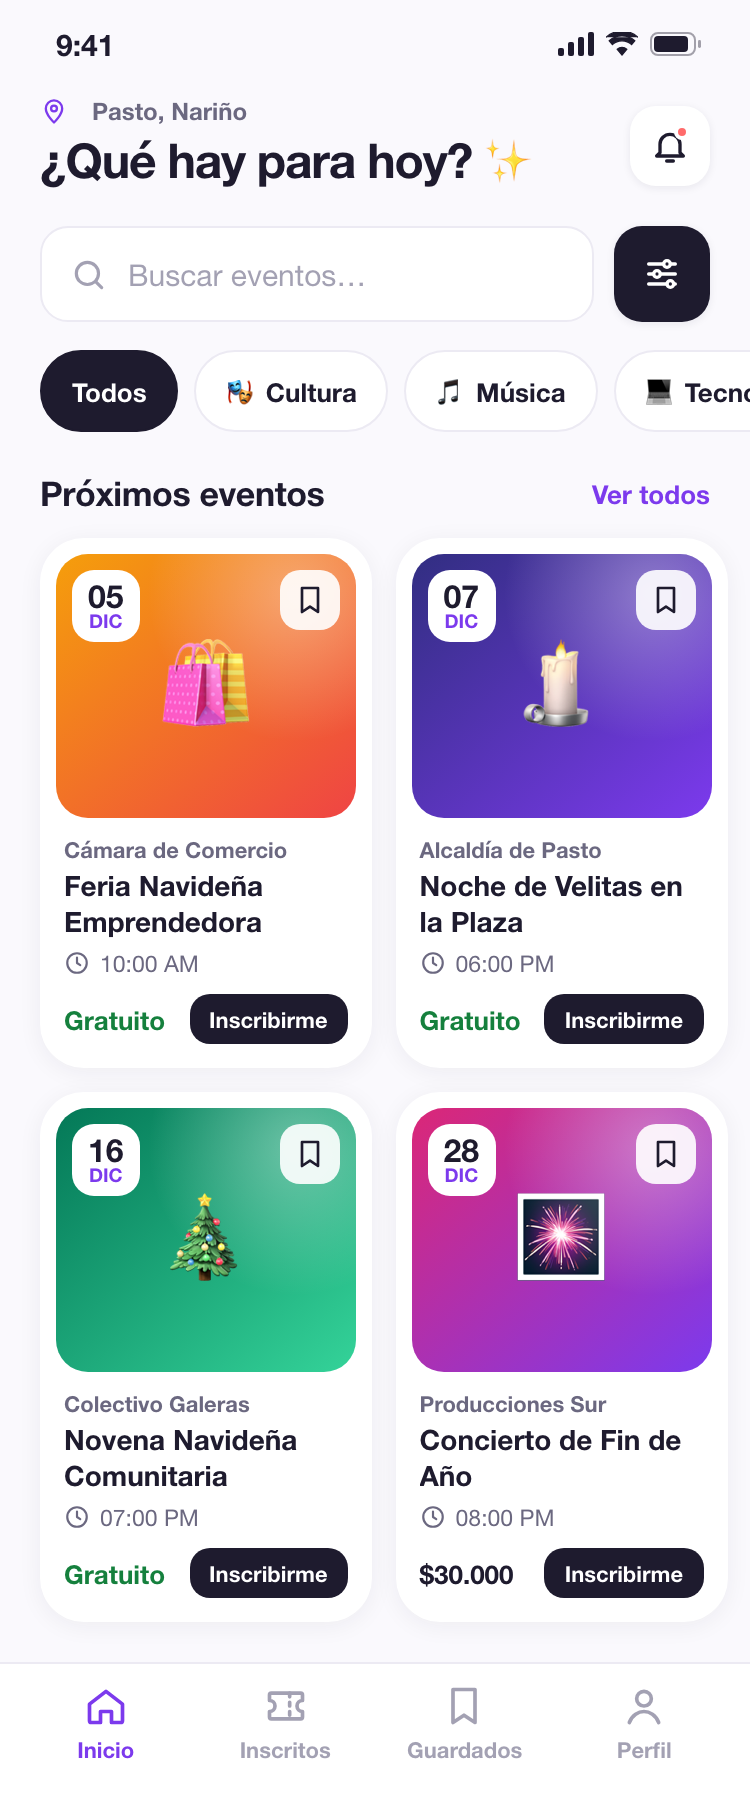 9:41
Pasto, Nariño
¿Qué hay para hoy? ✨
Buscar eventos...
Todos
🎭 Cultura
🎵 Música
💻 Tecno
Próximos eventos
Ver todos
05
DIC
Cámara de Comercio
Feria Navideña
Emprendedora
10:00 AM
Gratuito
Inscribirme
07
DIC
Alcaldía de Pasto
Noche de Velitas en
la Plaza
06:00 PM
Gratuito
Inscribirme
16
DIC
Colectivo Galeras
Novena Navideña
Comunitaria
07:00 PM
Gratuito
Inscribirme
28
DIC
Producciones Sur
Concierto de Fin de
Año
08:00 PM
$30.000
Inscribirme
Inicio
Inscritos
Guardados
Perfil